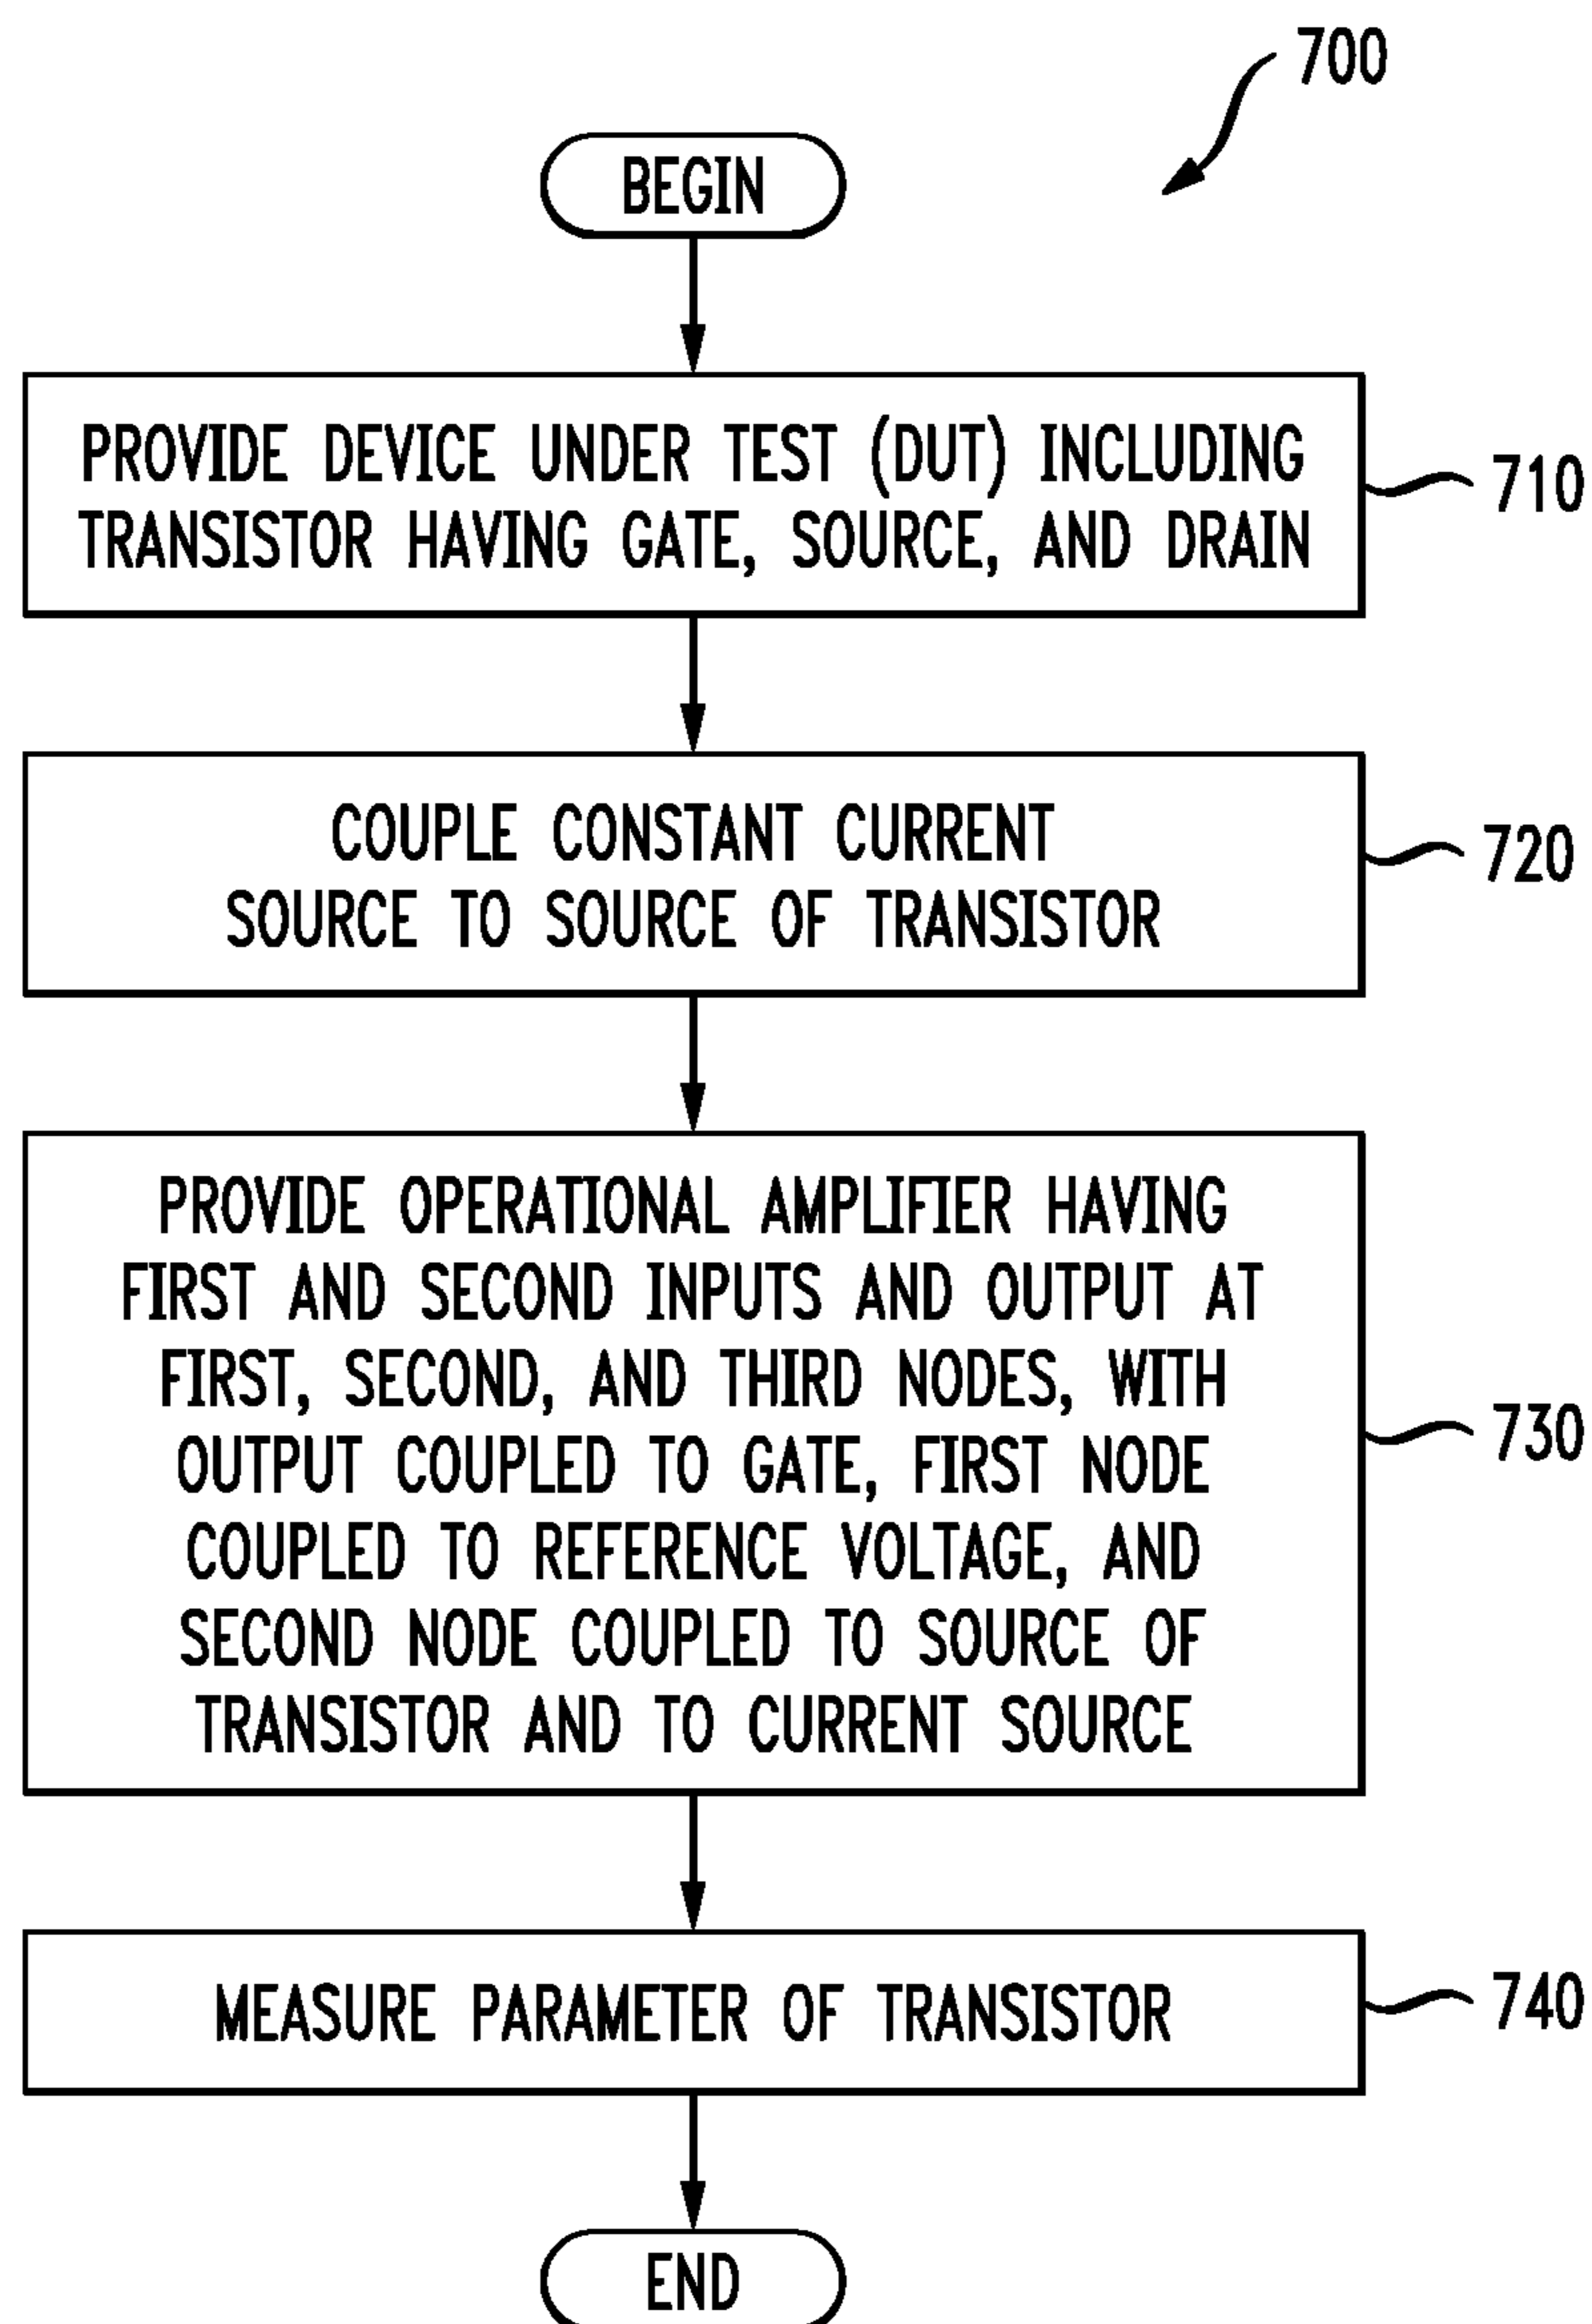 700
BEGIN
PROVIDE DEVICE UNDER TEST (DUT) INCLUDING
TRANSISTOR HAVING GATE, SOURCE, AND DRAIN
710
COUPLE CONSTANT CURRENT
SOURCE TO SOURCE OF TRANSISTOR
720
PROVIDE OPERATIONAL AMPLIFIER HAVING
FIRST AND SECOND INPUTS AND OUTPUT AT
FIRST, SECOND, AND THIRD NODES, WITH
OUTPUT COUPLED TO GATE, FIRST NODE
COUPLED TO REFERENCE VOLTAGE, AND
SECOND NODE COUPLED TO SOURCE OF
TRANSISTOR AND TO CURRENT SOURCE
730
MEASURE PARAMETER OF TRANSISTOR
740
END